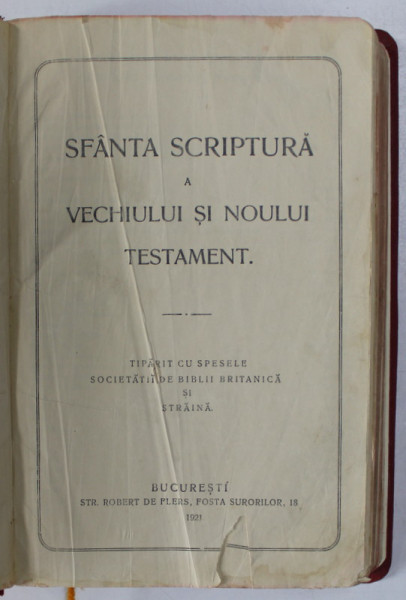 SFÂNTA SCRIPTURĂ
A
VECHIULUI ȘI NOULUI
TESTAMENT.
TIPĂRIT CU SPESELE
SOCIETĂȚII DE BIBLII BRITANICĂ
ȘI
STRĂINĂ.
BUCUREȘTÍ
STR. ROBERT DE FLERS, FOSTA SURORILOR, 18
1921